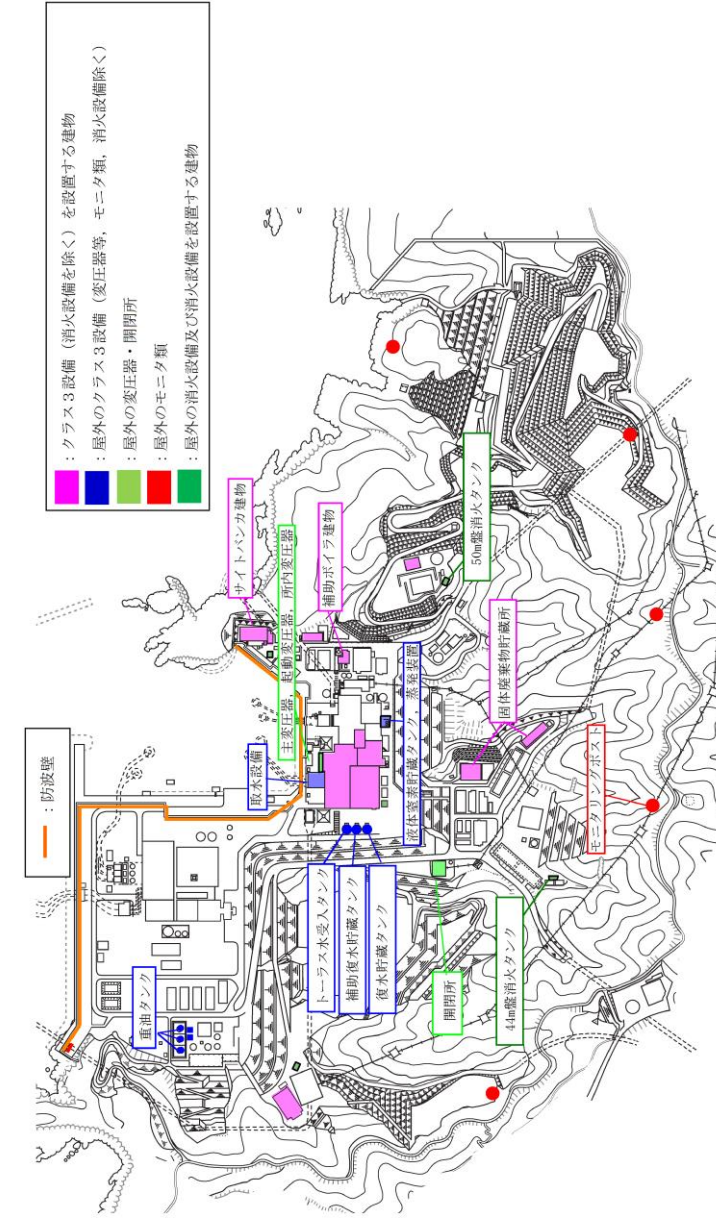 ：クラス３設備（消火設備を除く）を設置する建物
：屋外のクラス３設備（変圧器等，モニタ類，消火設備除く）
：屋外の変圧器・開閉所
：屋外のモニタ類
：屋外の消火設備及び消火設備を設置する建物
：防波壁
サイトバンカ建物
主変圧器，起動変圧器，所内変圧器
補助ボイラ建物
50m盤消火タンク
取水設備
液体窒素貯蔵タンク，蒸発装置
固体廃棄物貯蔵所
モニタリングポスト
重油タンク
トーラス水受入タンク
補助復水貯蔵タンク
復水貯蔵タンク
開閉所
44m盤消火タンク